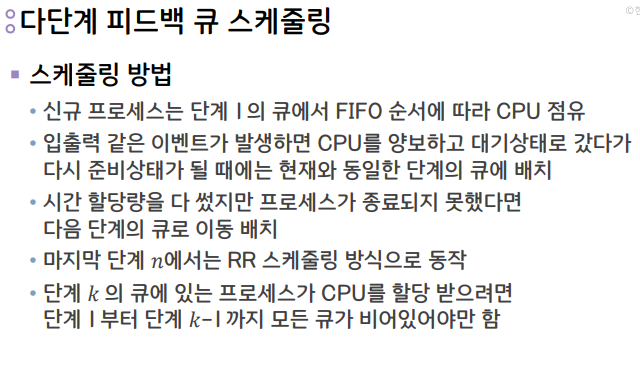 다단계 피드백 큐 스케줄링
스케줄링 방법
신규 프로세스는 단계 1의 큐에서 FIFO 순서에 따라 CPU 점유
입출력 같은 이벤트가 발생하면 CPU를 양보하고 대기상태로 갔다가
다시 준비상태가 될 때에는 현재와 동일한 단계의 큐에 배치
시간 할당량을 다 썼지만 프로세스가 종료되지 못했다면
다음 단계의 큐로 이동 배치
마지막 단계 n에서는 RR 스케줄링 방식으로 동작
단계 k 의 큐에 있는 프로세스가 CPU를 할당 받으려면
단계 1부터 단계 k-1까지 모든 큐가 비어있어야만 함